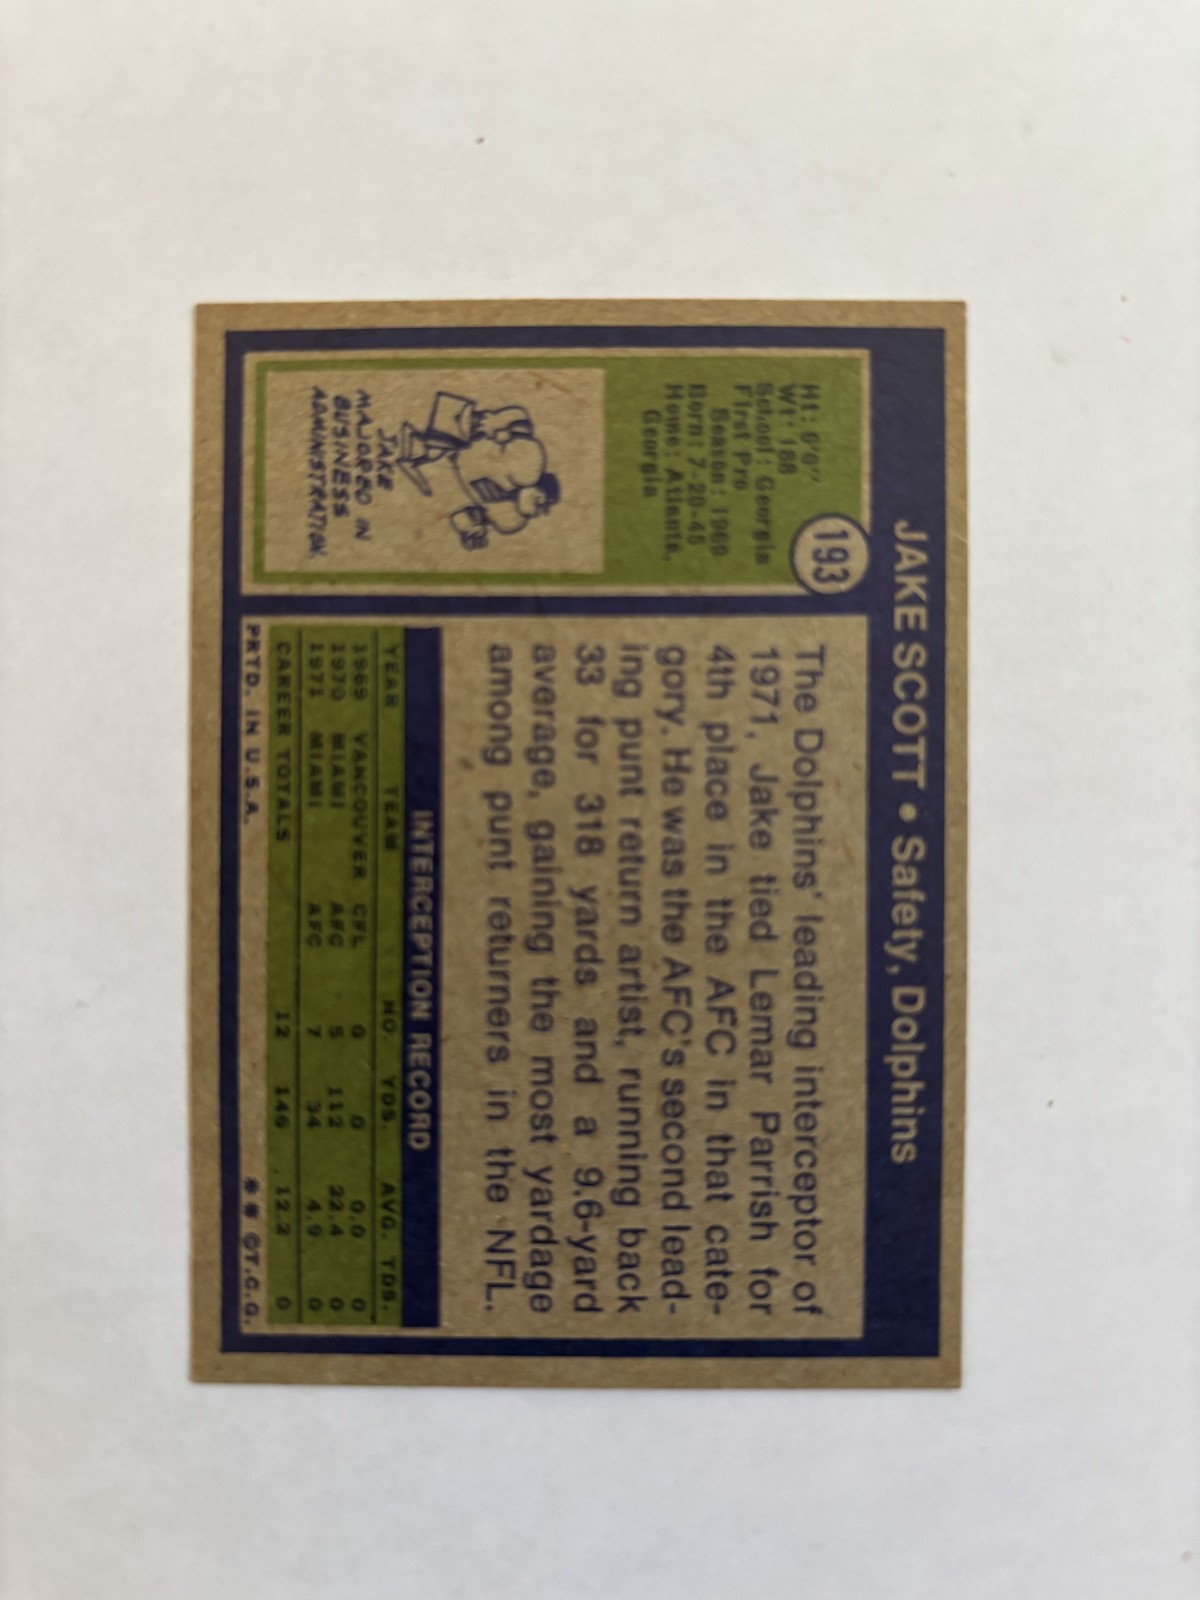 JAKE SCOTT • Safety, Dolphins
193
Ht: 6'0"
Wt: 188
School: Georgia
First Pro
Season: 1969
Born: 7-20-45
Home: Atlanta,
Georgia
JAKE
MAJORED IN
BUSINESS
ADMINISTRATION.
The Dolphins' leading interceptor of
1971, Jake tied Lemar Parrish for
4th place in the AFC in that cate-
gory. He was the AFC's second lead-
ing punt return artist, running back
33 for 318 yards and a 9.6-yard
average, gaining the most yardage
among punt returners in the NFL.
INTERCEPTION RECORD
YEAR TEAM NO. YDS. AVG. TDS.
1969 VANCOUVER CFL 0 0 0.0 0
1970 MIAMI AFC 5 112 22.4 0
1971 MIAMI AFC 7 34 4.9 0
CAREER TOTALS 12 146 12.2 0
PRTD. IN U.S.A. ** ©T.C.G.